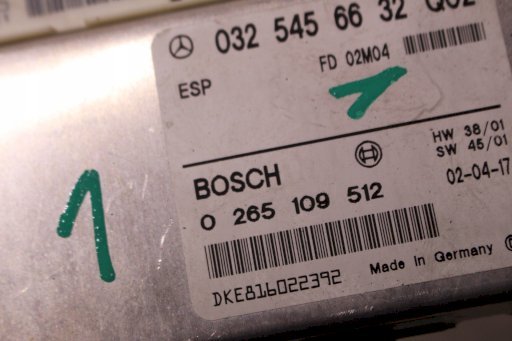 032 545 66 32 Q02
FD 02M04
ESP
HW 38/01
SW 45/01
BOSCH
02-04-17
0 265 109 512
1
DKE816022392
Made in Germany